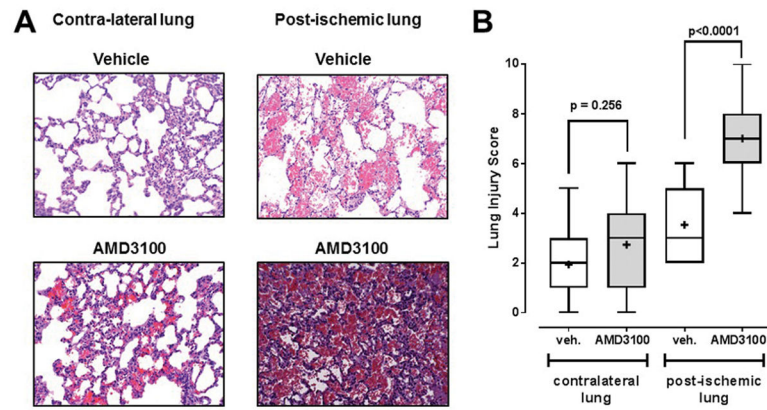 A
Contra-lateral lung
Post-ischemic lung
Vehicle
Vehicle
AMD3100
AMD3100
B
p<0.0001
p = 0.256
Lung Injury Score
10
8
6
4
2
0
veh. AMD3100 veh. AMD3100
contralateral lung
post-ischemic lung